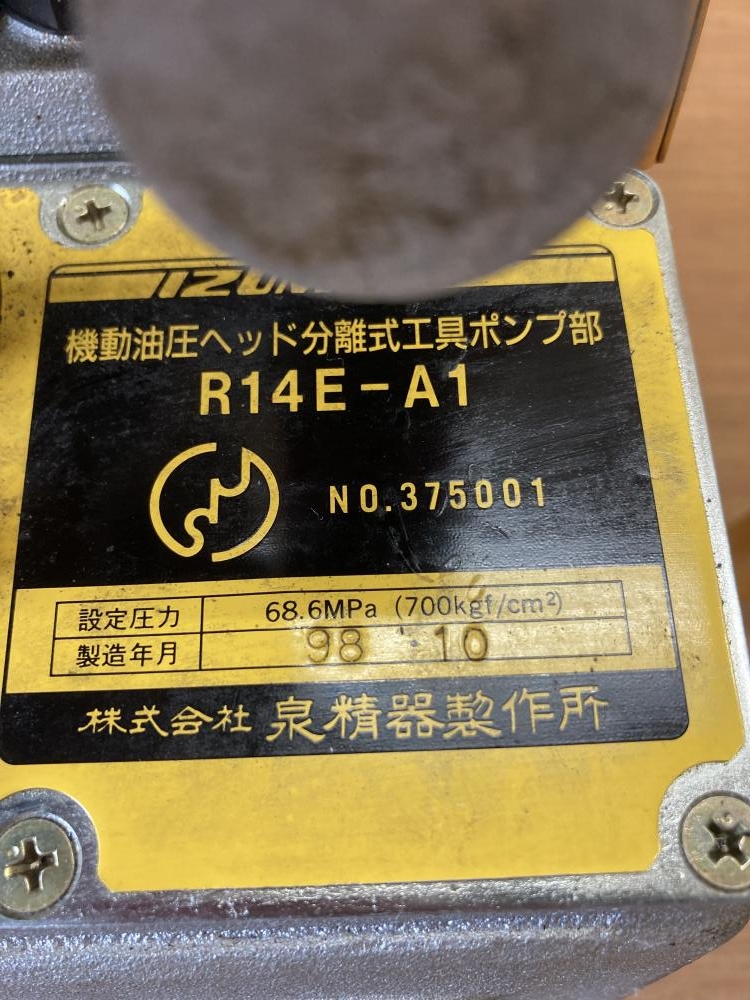 機動油圧ヘッド分離式工具ポンプ部
R14E-A1
NO.375001
設定圧力 68.6MPa (700kgf/cm²)
製造年月 98 10
株式会社 泉精器製作所